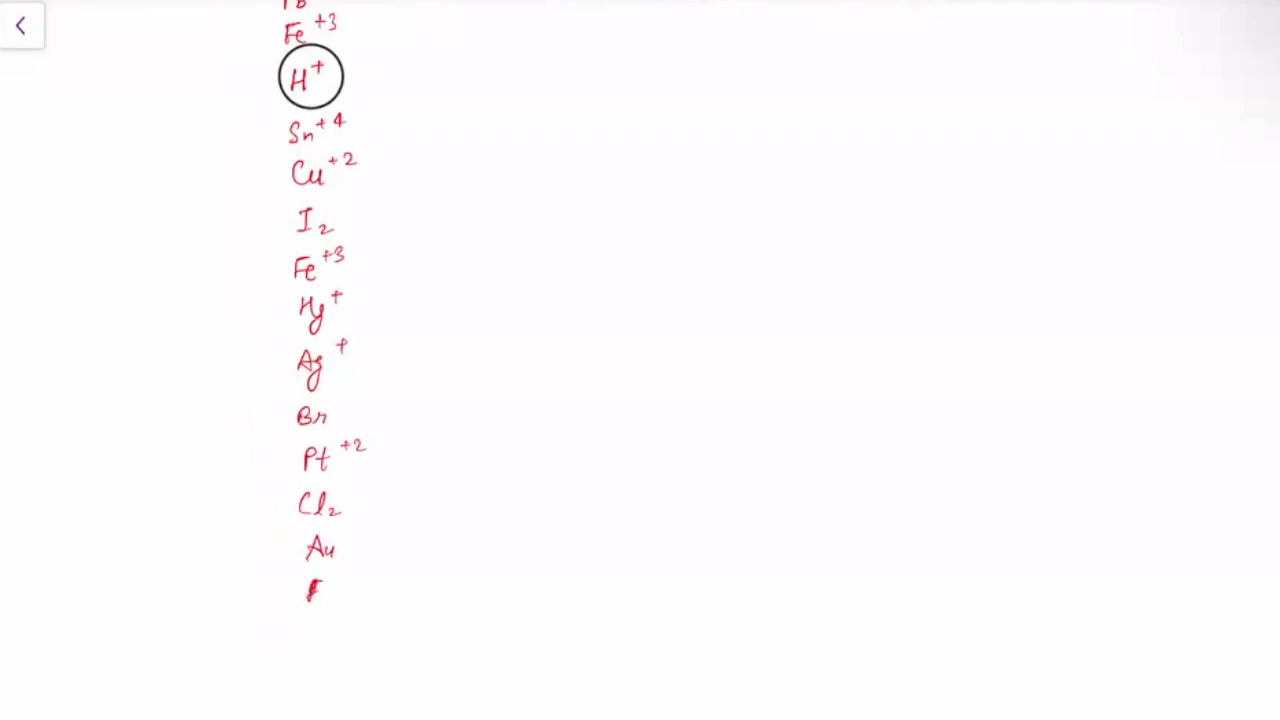 Fe +3
H+
Sn+4
Cu+2
I2
Fe+3
Hg+
Ag+
Br
Pt+2
Cl2
Au